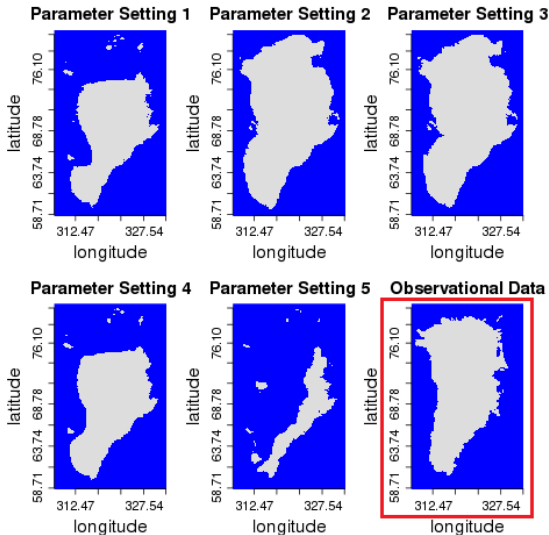 Parameter Setting 1
latitude
76.10
68.78
63.74
58.71
312.47 327.54
longitude
Parameter Setting 2
latitude
76.10
68.78
63.74
58.71
312.47 327.54
longitude
Parameter Setting 3
latitude
76.10
68.78
63.74
58.71
312.47 327.54
longitude
Parameter Setting 4
latitude
76.10
68.78
63.74
58.71
312.47 327.54
longitude
Parameter Setting 5
latitude
76.10
68.78
63.74
58.71
312.47 327.54
longitude
Observational Data
latitude
76.10
68.78
63.74
58.71
312.47 327.54
longitude